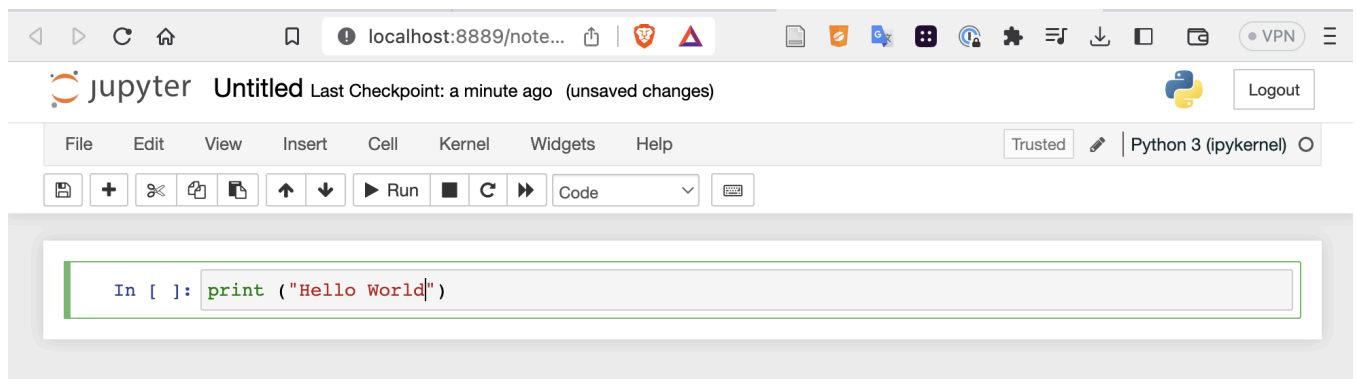 localhost:8889/note... VPN
jupyter Untitled Last Checkpoint: a minute ago (unsaved changes) Logout
File Edit View Insert Cell Kernel Widgets Help Trusted Python 3 (ipykernel)
Run Code
In [ ]: print ("Hello World")